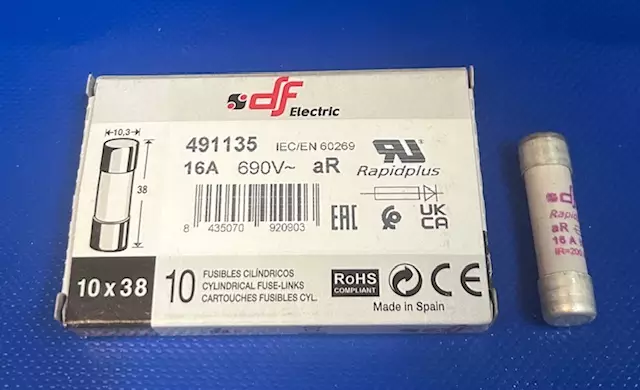 df Electric
10,3
38
491135 IEC/EN 60269
16A 690V~ aR
RU
Rapidplus
8 435070 920903
EAC
UK
CA
10 x 38
10
FUSIBLES CILÍNDRICOS
CYLINDRICAL FUSE-LINKS
CARTOUCHES FUSIBLES CYL.
RoHS
COMPLIANT
CE
Made in Spain
df
aR
16 A